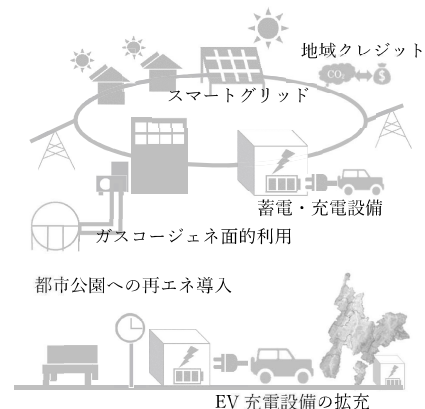 地域クレジット
CO₂
$
スマートグリッド
蓄電・充電設備
ガスコージェネ面的利用
都市公園への再エネ導入
EV 充電設備の拡充